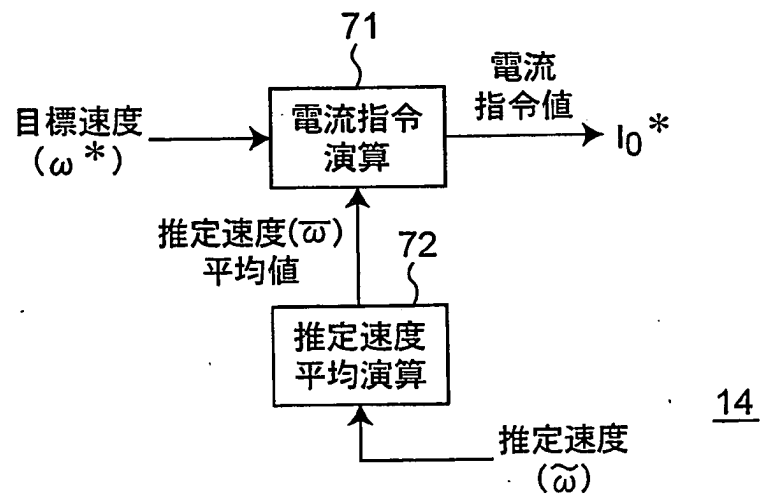 71
電流指令
演算
電流
指令値
I₀*
目標速度
(ω*)
推定速度(ω̅)
平均値
72
推定速度
平均演算
14
推定速度
(ω̃)